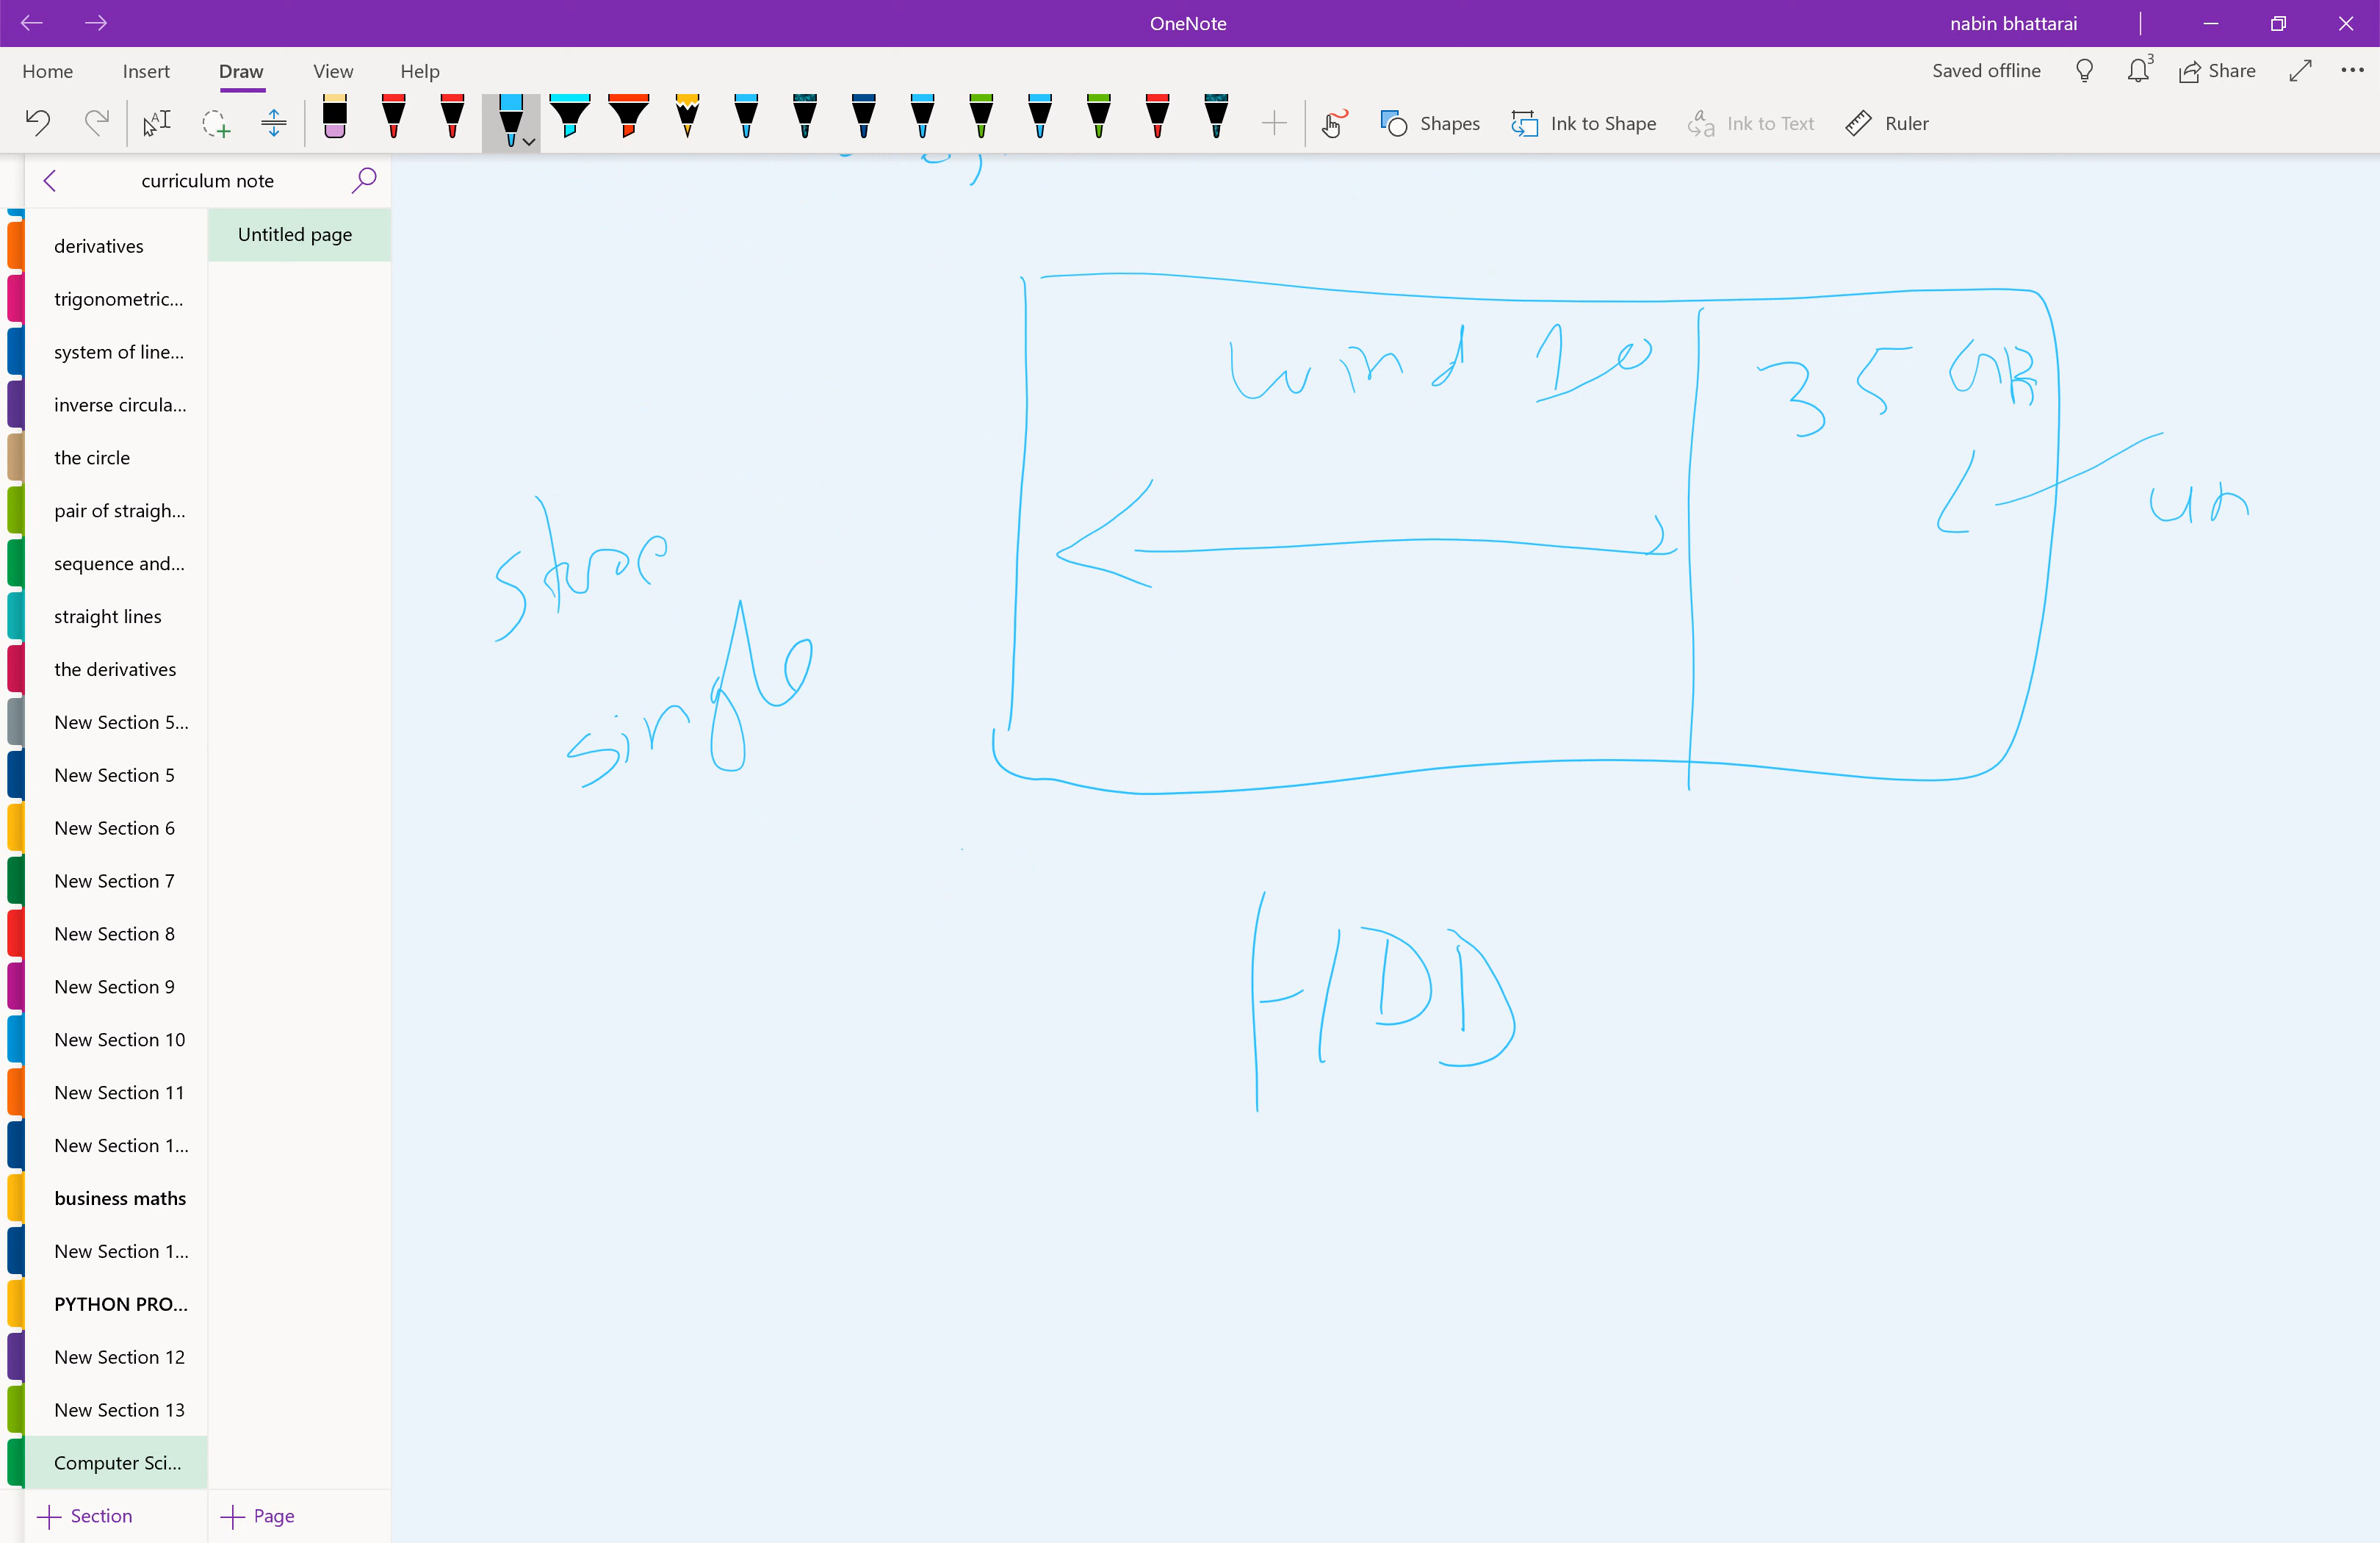 OneNote
nabin bhattarai
Home Insert Draw View Help
Saved offline
3
Share
Shapes
Ink to Shape
Ink to Text
Ruler
curriculum note
derivatives
trigonometric...
system of line...
inverse circula...
the circle
pair of straigh...
sequence and...
straight lines
the derivatives
New Section 5...
New Section 5
New Section 6
New Section 7
New Section 8
New Section 9
New Section 10
New Section 11
New Section 1...
business maths
New Section 1...
PYTHON PRO...
New Section 12
New Section 13
Computer Sci...
Section
Page
Untitled page
wind 10
35 GB
un
single
HDD